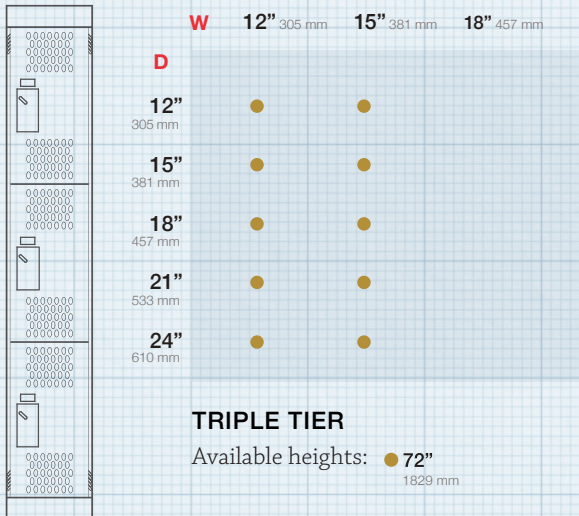 W 12” 305 mm 15” 381 mm 18” 457 mm
D
12”
305 mm
15”
381 mm
18”
457 mm
21”
533 mm
24”
610 mm
TRIPLE TIER
Available heights: 72”
1829 mm